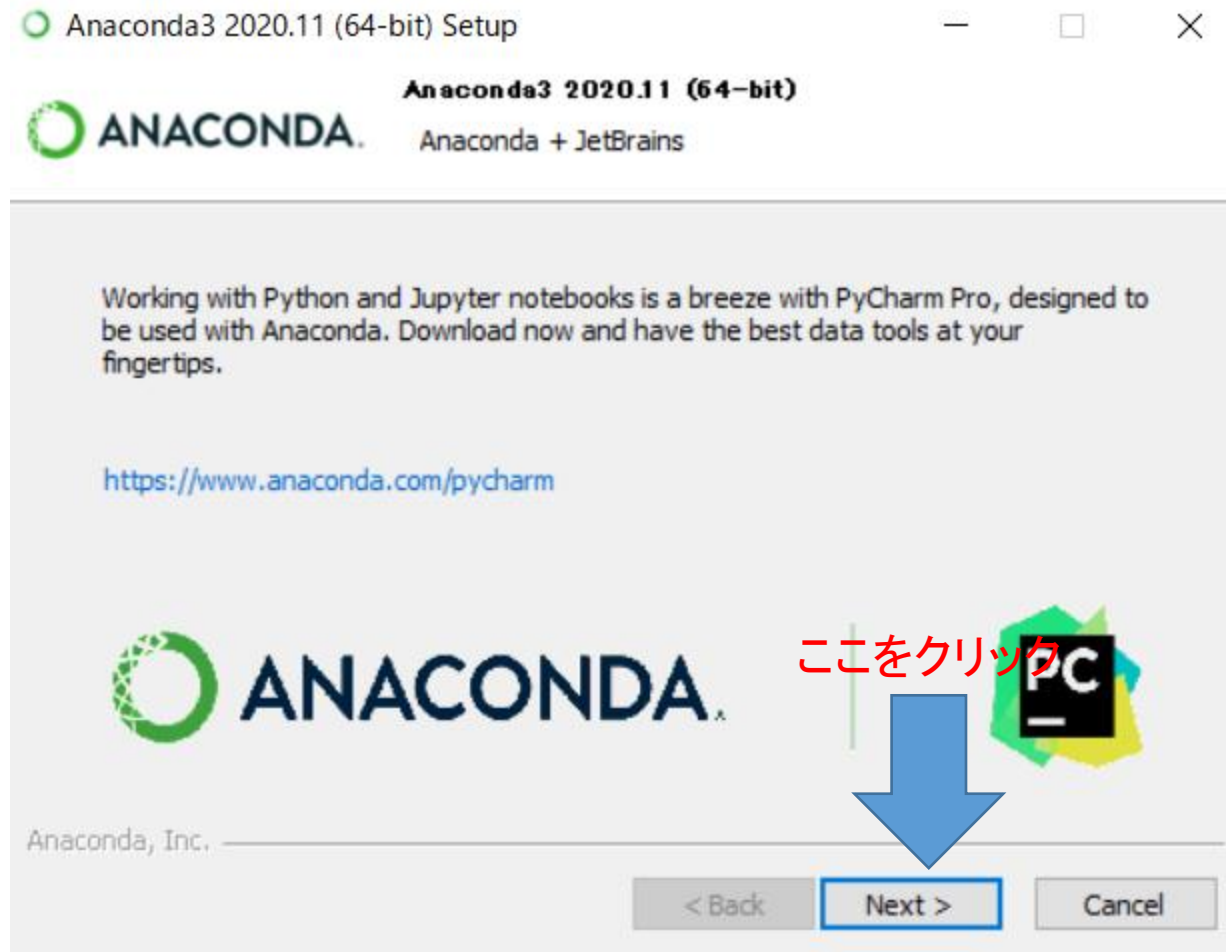 Anaconda3 2020.11 (64-bit) Setup
Anaconda3 2020.11 (64-bit)
ANACONDA.
Anaconda + JetBrains
Working with Python and Jupyter notebooks is a breeze with PyCharm Pro, designed to
be used with Anaconda. Download now and have the best data tools at your
fingertips.
https://www.anaconda.com/pycharm
ANACONDA.
ここをクリック
PC
Anaconda, Inc.
< Back
Next >
Cancel